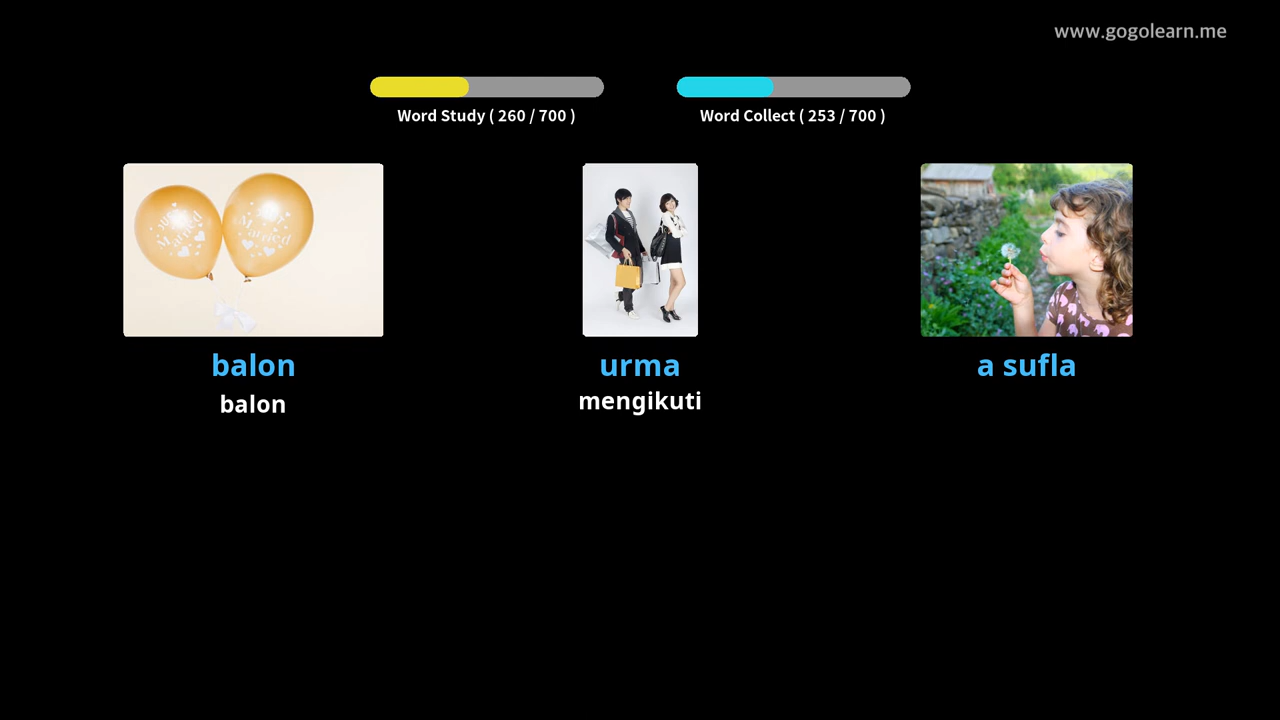 www.gogolearn.me
Word Study ( 260 / 700 )
Word Collect ( 253 / 700 )
balon
balon
urma
mengikuti
a sufla